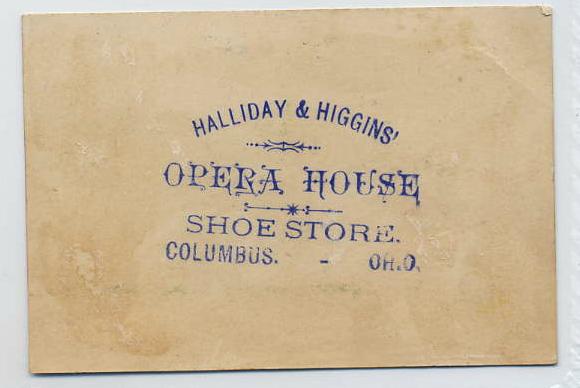 HALLIDAY & HIGGINS'
OPERA HOUSE
SHOE STORE.
COLUMBUS. - OH.O.